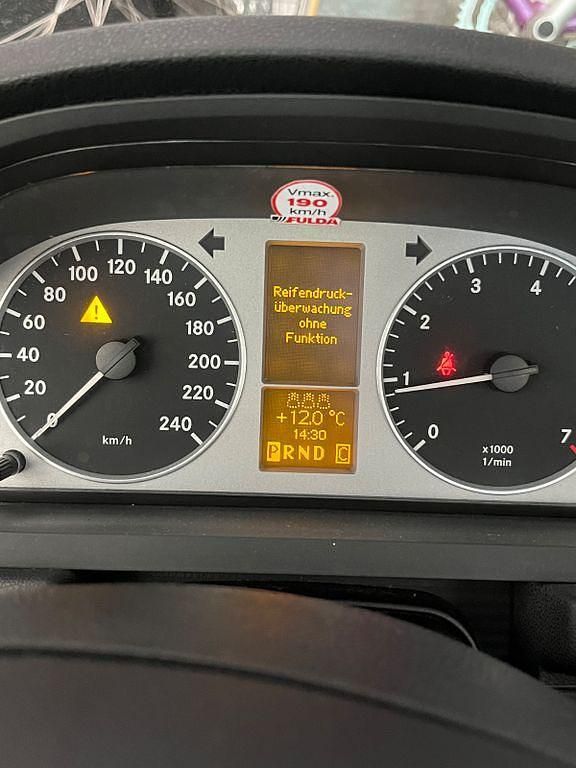 Vmax.
190
km/h
FULDA
0
20
40
60
80
100
120
140
160
180
200
220
240
km/h
Reifendruck-
überwachung
ohne
Funktion
+12.0 °C
14:30
PRND C
0
1
2
3
4
7
x1000
1/min